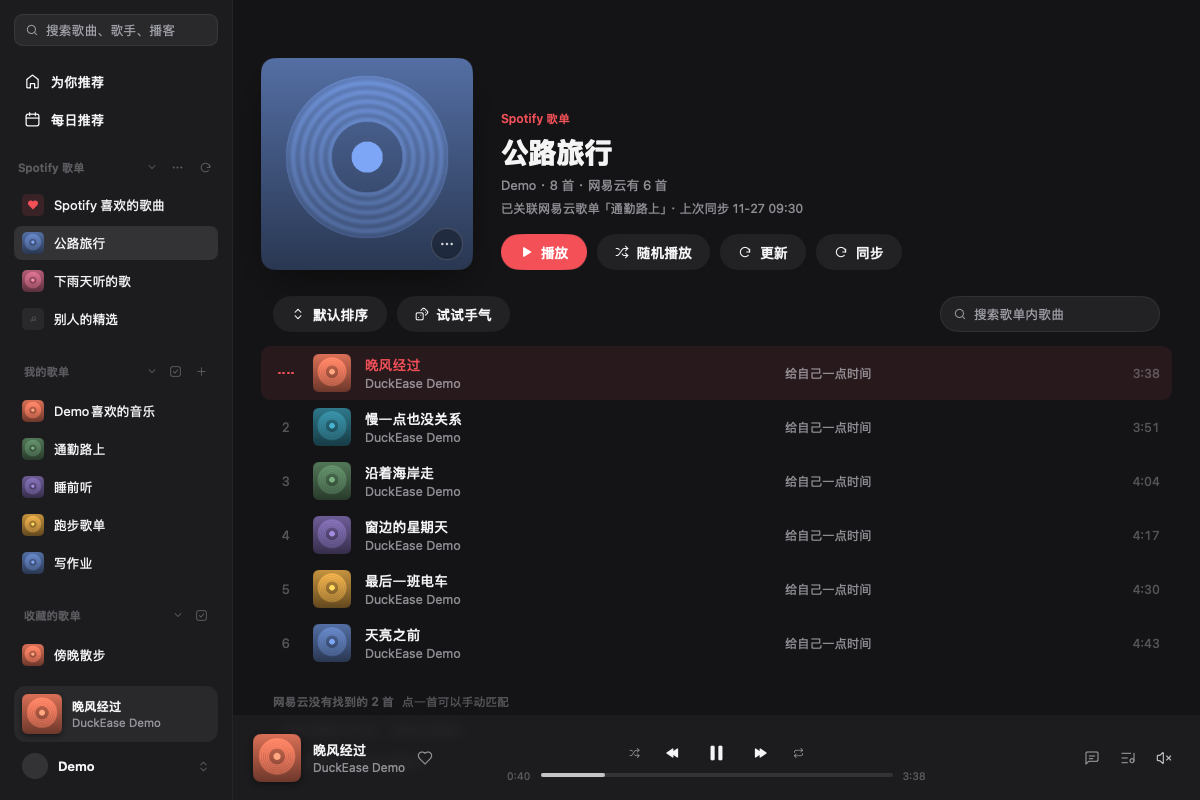 搜索歌曲、歌手、播客
为你推荐
每日推荐
Spotify 歌单
Spotify 喜欢的歌曲
公路旅行
下雨天听的歌
别人的精选
我的歌单
Demo喜欢的音乐
通勤路上
睡前听
跑步歌单
写作业
收藏的歌单
傍晚散步
晚风经过
DuckEase Demo
Demo
Spotify 歌单
公路旅行
Demo · 8 首 · 网易云有 6 首
已关联网易云歌单「通勤路上」· 上次同步 11-27 09:30
播放 随机播放 更新 同步
默认排序 试试手气 搜索歌单内歌曲
晚风经过
DuckEase Demo
给自己一点时间
3:38
2
慢一点也没关系
DuckEase Demo
给自己一点时间
3:51
3
沿着海岸走
DuckEase Demo
给自己一点时间
4:04
4
窗边的星期天
DuckEase Demo
给自己一点时间
4:17
5
最后一班电车
DuckEase Demo
给自己一点时间
4:30
6
天亮之前
DuckEase Demo
给自己一点时间
4:43
网易云没有找到的 2 首 点一首可以手动匹配
晚风经过
DuckEase Demo
0:40
3:38